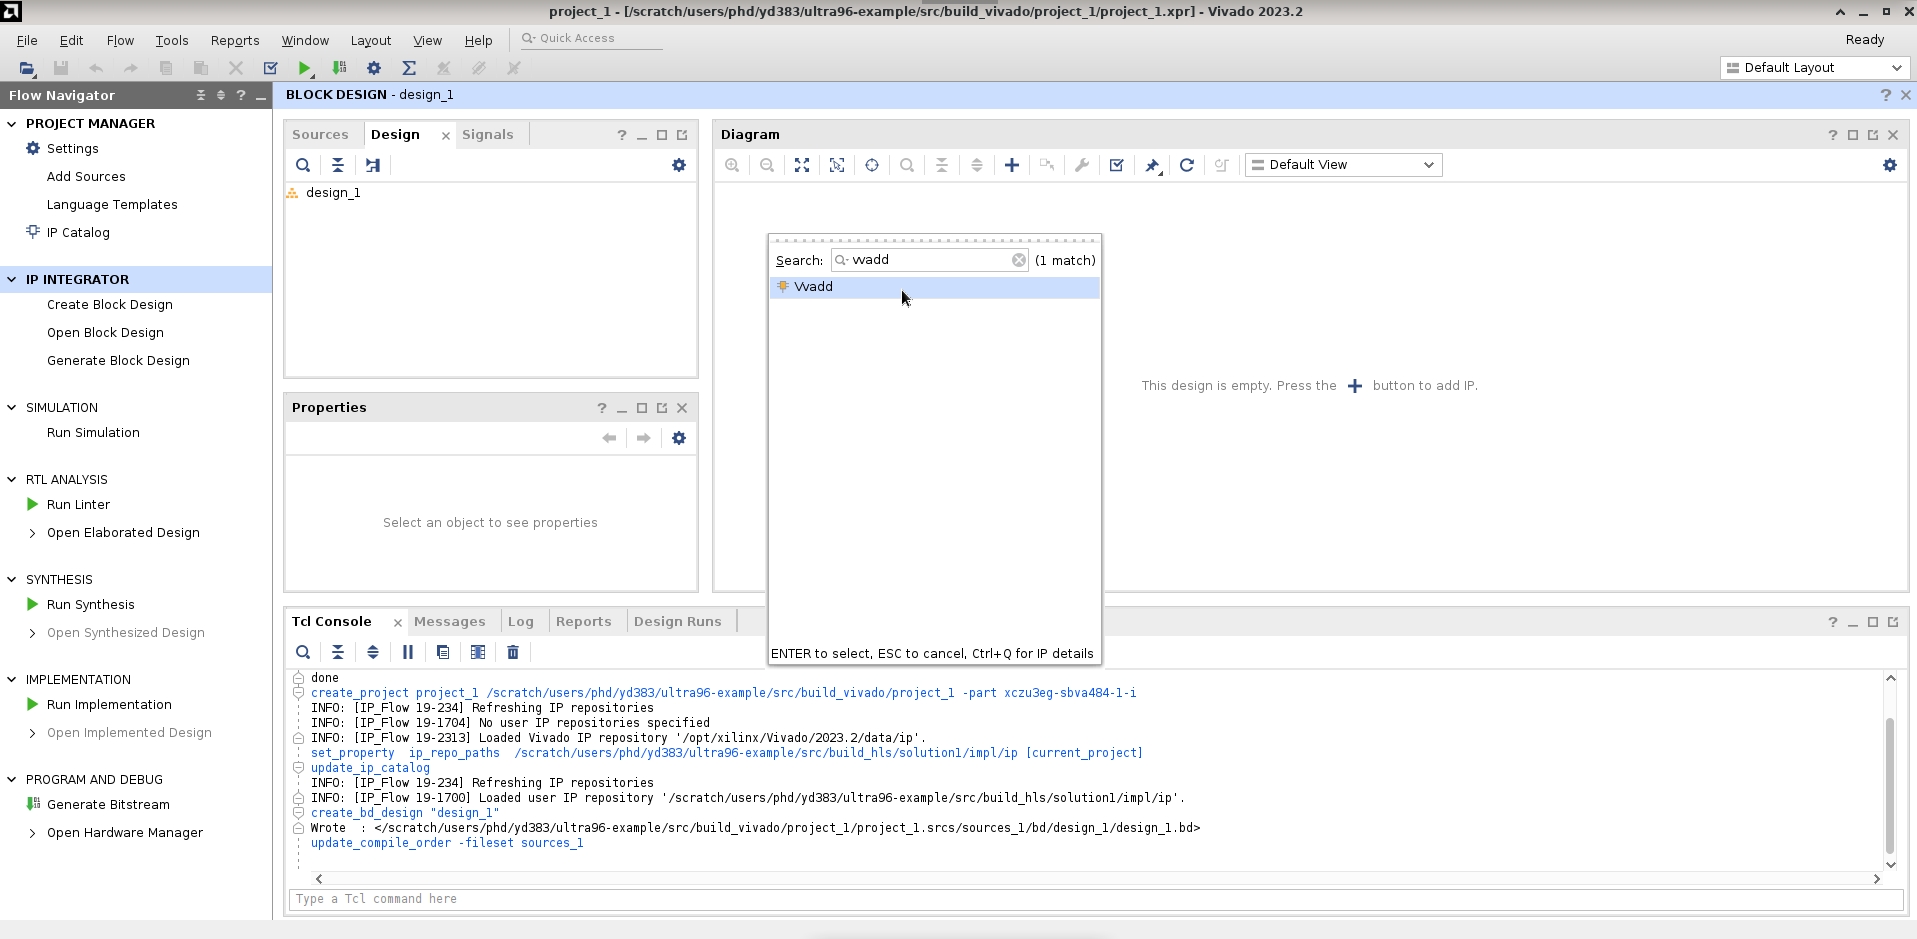 project_1 - [/scratch/users/phd/yd383/ultra96-example/src/build_vivado/project_1/project_1.xpr] - Vivado 2023.2
File Edit Flow Tools Reports Window Layout View Help Quick Access Ready
Default Layout
Flow Navigator
PROJECT MANAGER
Settings
Add Sources
Language Templates
IP Catalog
IP INTEGRATOR
Create Block Design
Open Block Design
Generate Block Design
SIMULATION
Run Simulation
RTL ANALYSIS
Run Linter
Open Elaborated Design
SYNTHESIS
Run Synthesis
Open Synthesized Design
IMPLEMENTATION
Run Implementation
Open Implemented Design
PROGRAM AND DEBUG
Generate Bitstream
Open Hardware Manager
BLOCK DESIGN - design_1
Sources Design Signals
design_1
Properties
Select an object to see properties
Diagram
Default View
This design is empty. Press the + button to add IP.
Search: vvadd (1 match)
Vvadd
ENTER to select, ESC to cancel, Ctrl+Q for IP details
Tcl Console Messages Log Reports Design Runs
done
create_project project_1 /scratch/users/phd/yd383/ultra96-example/src/build_vivado/project_1 -part xczu3eg-sbva484-1-i
INFO: [IP_Flow 19-234] Refreshing IP repositories
INFO: [IP_Flow 19-1704] No user IP repositories specified
INFO: [IP_Flow 19-2313] Loaded Vivado IP repository '/opt/xilinx/Vivado/2023.2/data/ip'.
set_property ip_repo_paths /scratch/users/phd/yd383/ultra96-example/src/build_hls/solution1/impl/ip [current_project]
update_ip_catalog
INFO: [IP_Flow 19-234] Refreshing IP repositories
INFO: [IP_Flow 19-1700] Loaded user IP repository '/scratch/users/phd/yd383/ultra96-example/src/build_hls/solution1/impl/ip'.
create_bd_design "design_1"
Wrote : </scratch/users/phd/yd383/ultra96-example/src/build_vivado/project_1/project_1.srcs/sources_1/bd/design_1/design_1.bd>
update_compile_order -fileset sources_1
Type a Tcl command here